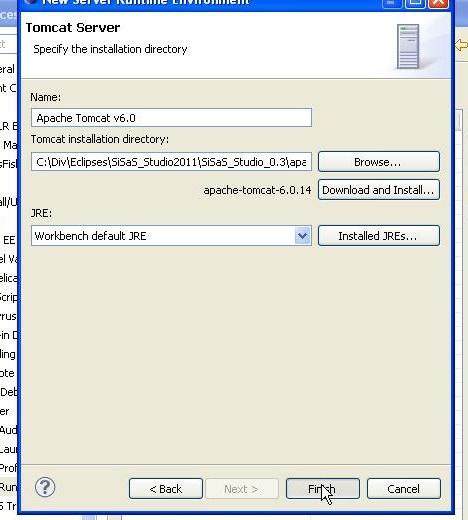 New Server Runtime Environment
Tomcat Server
Specify the installation directory
Name:
Apache Tomcat v6.0
Tomcat installation directory:
C:\Div\Eclipses\SiSaS_Studio2011\SiSaS_Studio_0.3\apa
Browse...
apache-tomcat-6.0.14
Download and Install...
JRE:
Workbench default JRE
Installed JREs...
?
< Back
Next >
Finish
Cancel